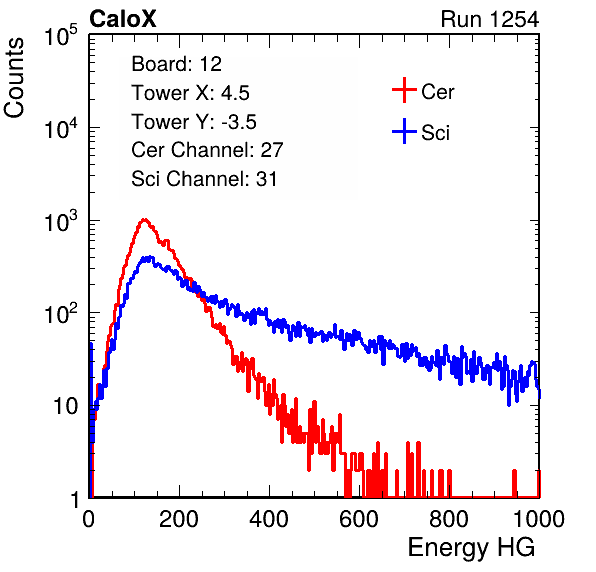 CaloX Run 1254
Counts
Board: 12
Tower X: 4.5
Tower Y: -3.5
Cer Channel: 27
Sci Channel: 31
Cer
Sci
10^5
10^4
10^3
10^2
10
1
0 200 400 600 800 1000
Energy HG